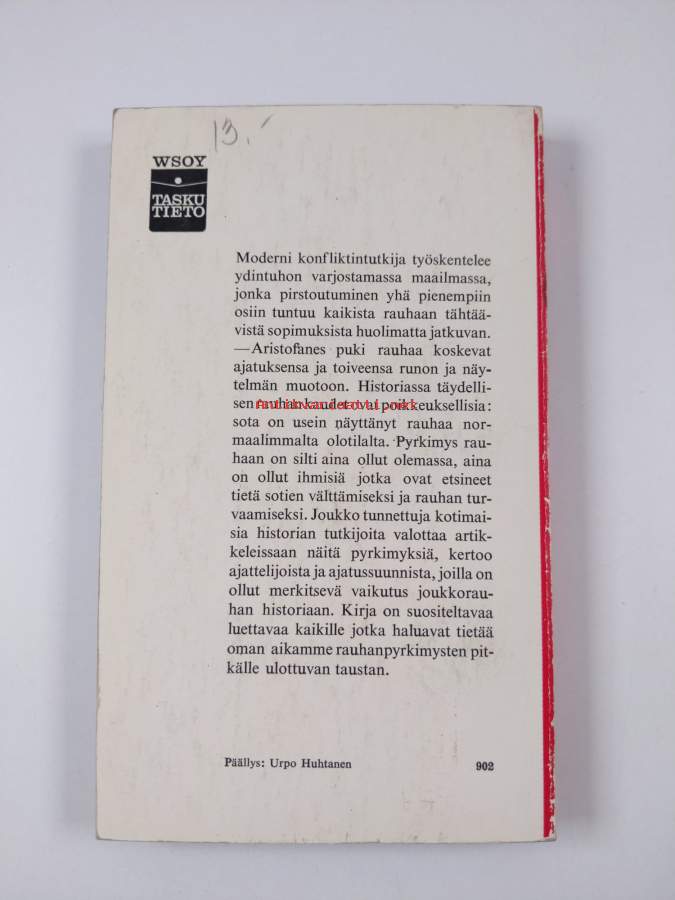 13.-
WSOY
TASKU
TIETO
Moderni konfliktintutkija työskentelee
ydintuhon varjostamassa maailmassa,
jonka pirstoutuminen yhä pienempiin
osiin tuntuu kaikista rauhaan tähtää-
vistä sopimuksista huolimatta jatkuvan.
—Aristofanes puki rauhaa koskevat
ajatuksensa ja toiveensa runon ja näy-
telmän muotoon. Historiassa täydelli-
sen rauhan kaudet ovat poikkeuksellisia:
sota on usein näyttänyt rauhaa nor-
maalimmalta olotilalta. Pyrkimys rau-
haan on silti aina ollut olemassa, aina
on ollut ihmisiä jotka ovat etsineet
tietä sotien välttämiseksi ja rauhan tur-
vaamiseksi. Joukko tunnettuja kotimai-
sia historian tutkijoita valottaa artik-
keleissaan näitä pyrkimyksiä, kertoo
ajattelijoista ja ajatussuunnista, joilla on
ollut merkitsevä vaikutus joukkorau-
han historiaan. Kirja on suositeltavaa
luettavaa kaikille jotka haluavat tietää
oman aikamme rauhanpyrkimysten pit-
källe ulottuvan taustan.
Päällys: Urpo Huhtanen 902